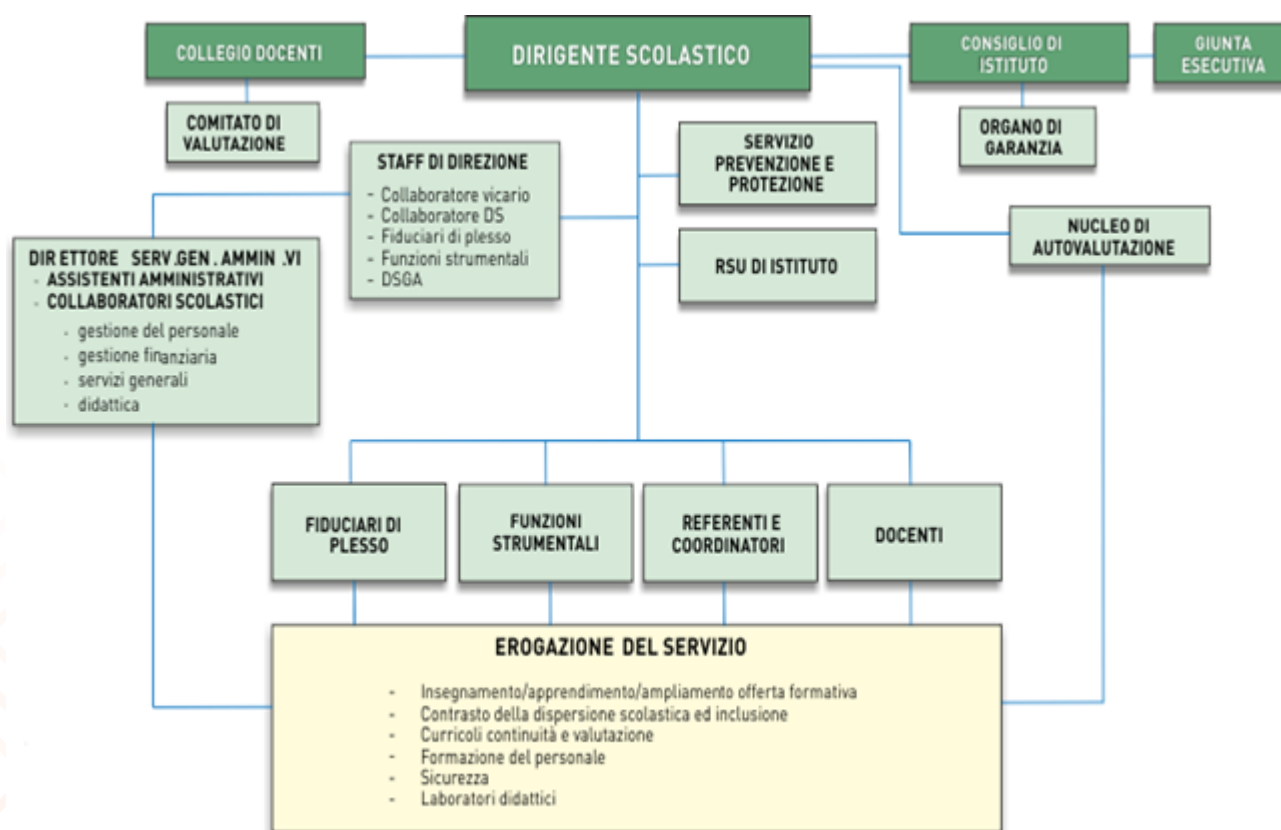 COLLEGIO DOCENTI
DIRIGENTE SCOLASTICO
CONSIGLIO DI
ISTITUTO
GIUNTA
ESECUTIVA
COMITATO DI
VALUTAZIONE
STAFF DI DIREZIONE
- Collaboratore vicario
- Collaboratore DS
- Fiduciari di plesso
- Funzioni strumentali
- DSGA
SERVIZIO
PREVENZIONE E
PROTEZIONE
ORGANO DI
GARANZIA
RSU DI ISTITUTO
NUCLEO DI
AUTOVALUTAZIONE
DIR ETTORE SERV.GEN . AMMIN .VI
- ASSISTENTI AMMINISTRATIVI
- COLLABORATORI SCOLASTICI
- gestione del personale
- gestione finanziaria
- servizi generali
- didattica
FIDUCIARI DI
PLESSO
FUNZIONI
STRUMENTALI
REFERENTI E
COORDINATORI
DOCENTI
EROGAZIONE DEL SERVIZIO
- Insegnamento/apprendimento/ampliamento offerta formativa
- Contrasto della dispersione scolastica ed inclusione
- Curricoli continuità e valutazione
- Formazione del personale
- Sicurezza
- Laboratori didattici